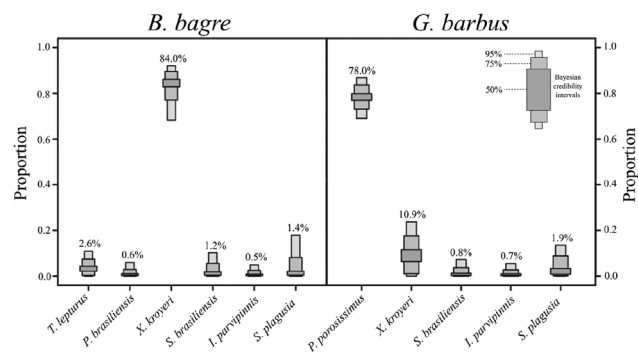 B. bagre
G. barbus
Proportion
1.0
0.8
0.6
0.4
0.2
0.0
84.0%
2.6%
0.6%
1.2%
0.5%
1.4%
78.0%
10.9%
0.8%
0.7%
1.9%
95%
75%
50%
Bayesian
credibility
intervals
1.0
0.8
0.6
0.4
0.2
0.0
Proportion
T. lepturus
P. brasiliensis
X. kroyeri
S. brasiliensis
I. parvipinnis
S. plagusia
P. porosissimus
X. kroyeri
S. brasiliensis
I. parvipinnis
S. plagusia